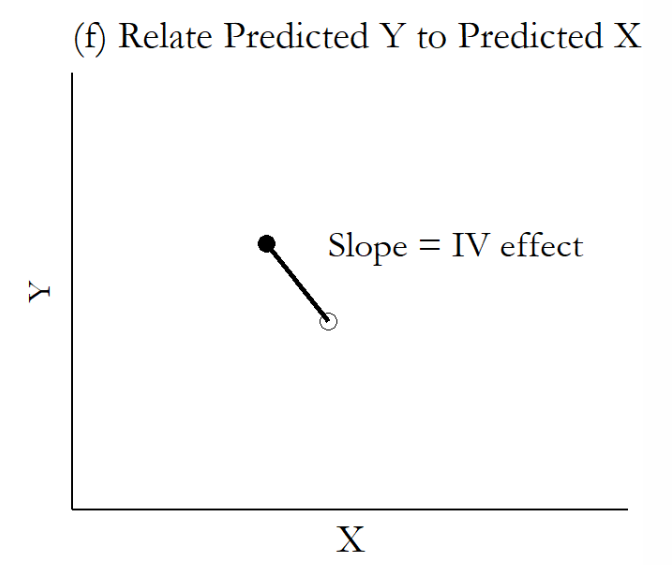 (f) Relate Predicted Y to Predicted X
Slope = IV effect
Y
X